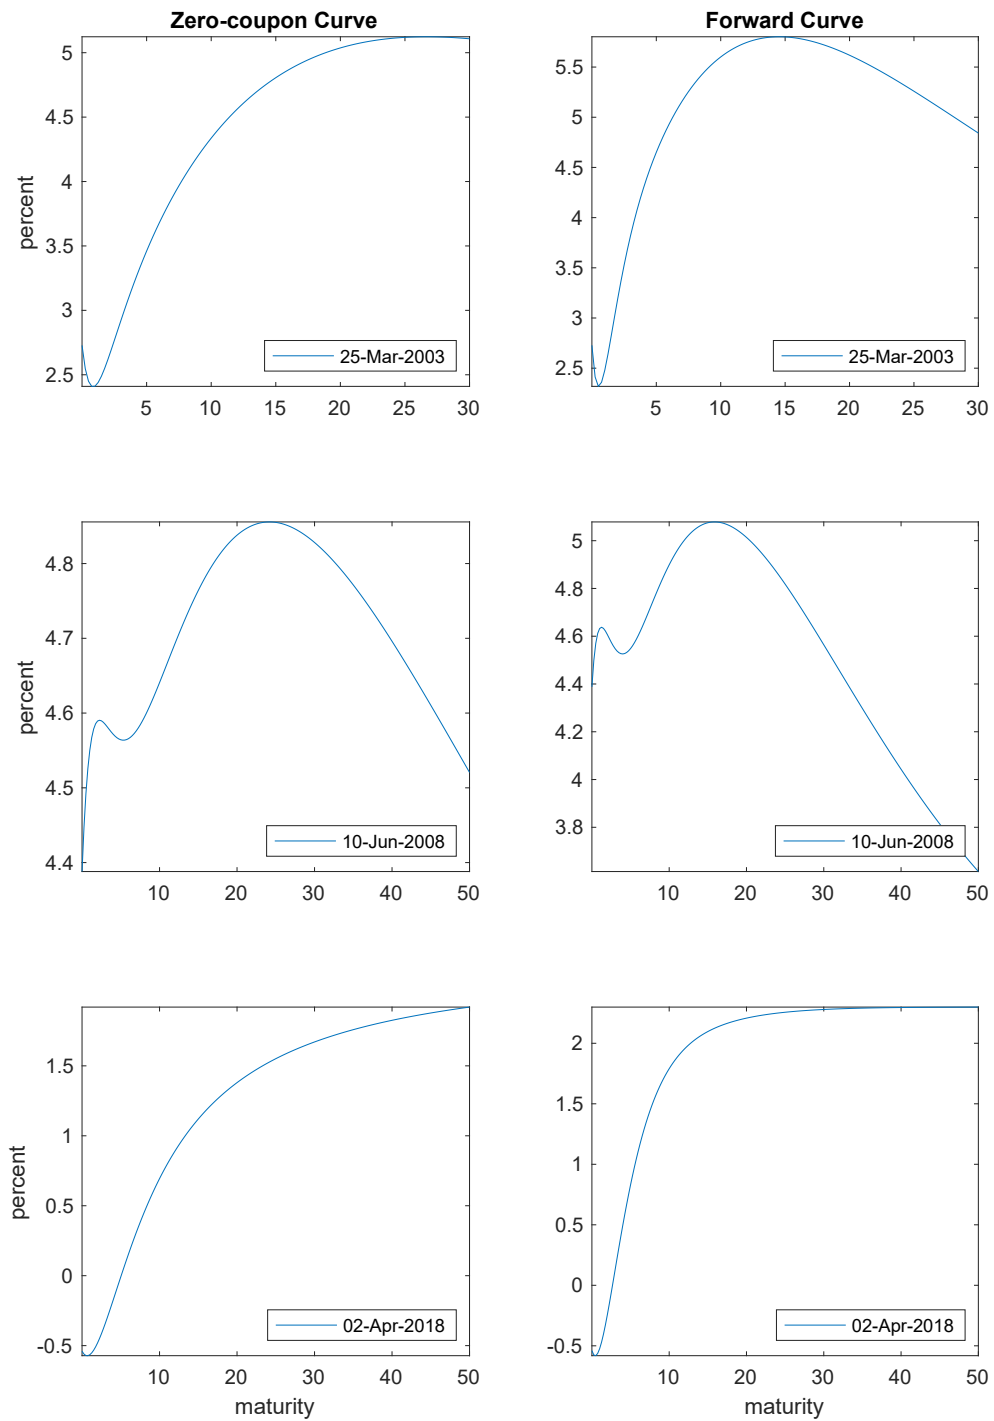 Zero-coupon Curve
Forward Curve
5
4.5
4
3.5
3
2.5
percent
5 10 15 20 25 30
25-Mar-2003
5.5
5
4.5
4
3.5
3
2.5
5 10 15 20 25 30
25-Mar-2003
4.8
4.7
4.6
4.5
4.4
percent
10 20 30 40 50
10-Jun-2008
5
4.8
4.6
4.4
4.2
4
3.8
10 20 30 40 50
10-Jun-2008
1.5
1
0.5
0
-0.5
percent
10 20 30 40 50
maturity
02-Apr-2018
2
1.5
1
0.5
0
-0.5
10 20 30 40 50
maturity
02-Apr-2018